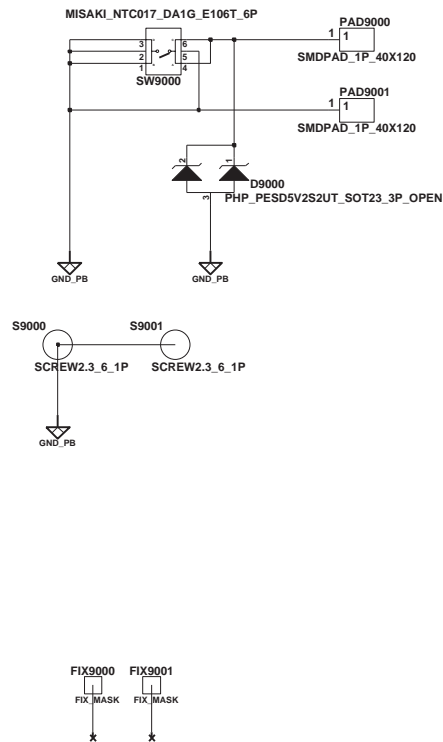 MISAKI_NTC017_DA1G_E106T_6P
3 6
2 5
1 4
SW9000
PAD9000
1 1
SMDPAD_1P_40X120
PAD9001
1 1
SMDPAD_1P_40X120
2 1
D9000
3
PHP_PESD5V2S2UT_SOT23_3P_OPEN
GND_PB GND_PB
S9000 S9001
SCREW2.3_6_1P SCREW2.3_6_1P
GND_PB
FIX9000 FIX9001
FIX_MASK FIX_MASK